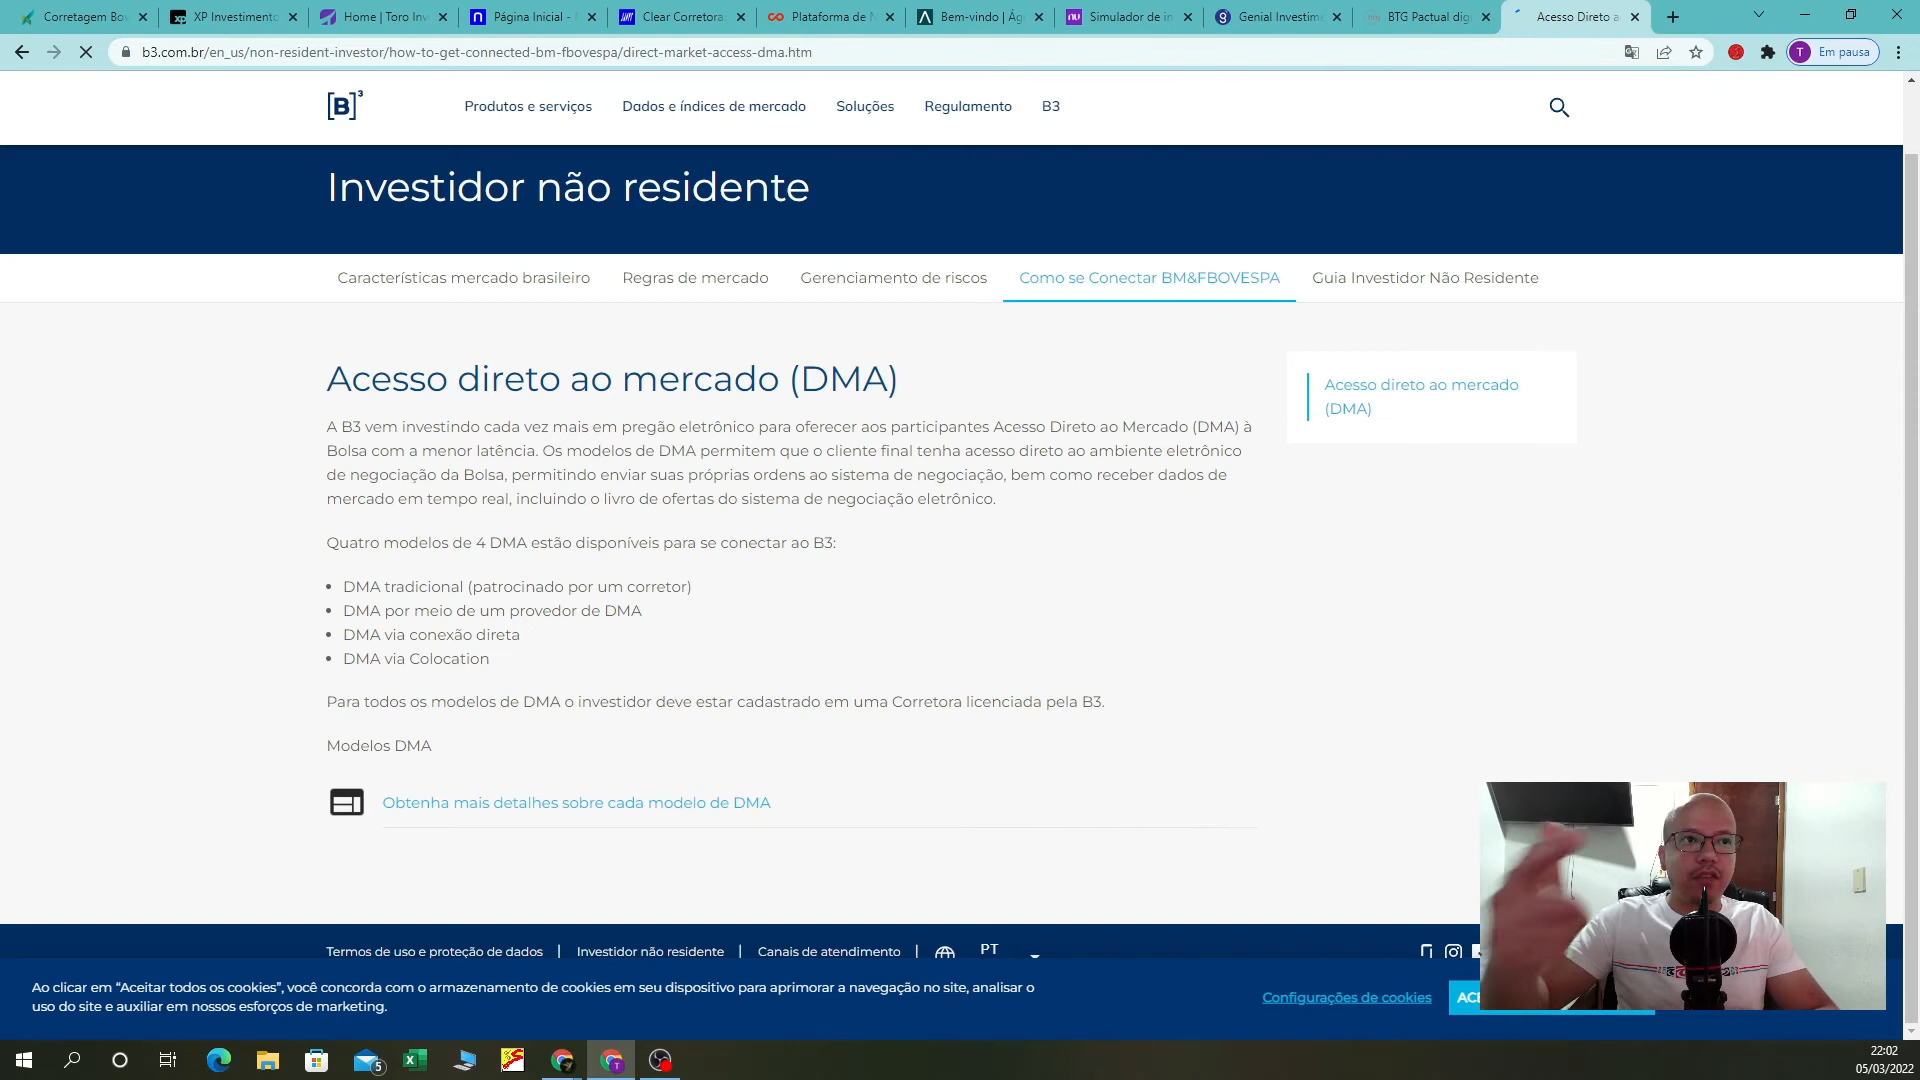 Corretagem Bo
XP Investimento
Home | Toro Inv
Página Inicial -
Clear Corretora
Plataforma de N
Bem-vindo | Ág
Simulador de in
Genial Investime
BTG Pactual dig
Acesso Direto a
b3.com.br/en_us/non-resident-investor/how-to-get-connected-bm-fbovespa/direct-market-access-dma.htm
T Em pausa
[B]³
Produtos e serviços
Dados e índices de mercado
Soluções
Regulamento
B3
Investidor não residente
Características mercado brasileiro
Regras de mercado
Gerenciamento de riscos
Como se Conectar BM&FBOVESPA
Guia Investidor Não Residente
Acesso direto ao mercado (DMA)
A B3 vem investindo cada vez mais em pregão eletrônico para oferecer aos participantes Acesso Direto ao Mercado (DMA) à
Bolsa com a menor latência. Os modelos de DMA permitem que o cliente final tenha acesso direto ao ambiente eletrônico
de negociação da Bolsa, permitindo enviar suas próprias ordens ao sistema de negociação, bem como receber dados de
mercado em tempo real, incluindo o livro de ofertas do sistema de negociação eletrônico.
Quatro modelos de 4 DMA estão disponíveis para se conectar ao B3:
• DMA tradicional (patrocinado por um corretor)
• DMA por meio de um provedor de DMA
• DMA via conexão direta
• DMA via Colocation
Para todos os modelos de DMA o investidor deve estar cadastrado em uma Corretora licenciada pela B3.
Modelos DMA
Obtenha mais detalhes sobre cada modelo de DMA
Acesso direto ao mercado
(DMA)
Termos de uso e proteção de dados | Investidor não residente | Canais de atendimento | PT
Ao clicar em “Aceitar todos os cookies”, você concorda com o armazenamento de cookies em seu dispositivo para aprimorar a navegação no site, analisar o
uso do site e auxiliar em nossos esforços de marketing.
Configurações de cookies
5
22:02
05/03/2022